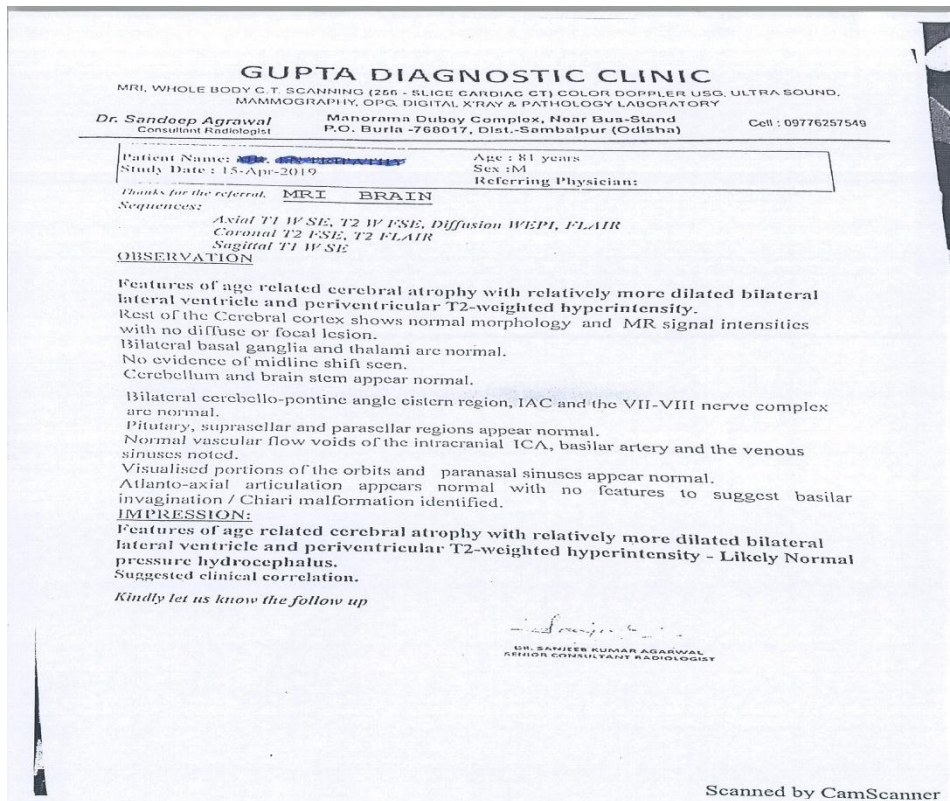 GUPTA DIAGNOSTIC CLINIC
MRI, WHOLE BODY C.T. SCANNING (256 - SLICE CARDIAC CT) COLOR DOPPLER USG, ULTRA SOUND,
MAMMOGRAPHY, OPG, DIGITAL X'RAY & PATHOLOGY LABORATORY
Dr. Sandeep Agrawal
Consultant Radiologist
Manorama Dubey Complex, Near Bus-Stand
P.O. Burla -768017, Dist.-Sambalpur (Odisha)
Cell : 09776257549
Patient Name:
Age : 81 years
Study Date : 15-Apr-2019
Sex :M
Referring Physician:
Thanks for the referral. MRI BRAIN
Sequences:
Axial T1 W SE, T2 W FSE, Diffusion WEPI, FLAIR
Coronal T2 FSE, T2 FLAIR
Sagittal T1 W SE
OBSERVATION
Features of age related cerebral atrophy with relatively more dilated bilateral
lateral ventricle and periventricular T2-weighted hyperintensity.
Rest of the Cerebral cortex shows normal morphology and MR signal intensities
with no diffuse or focal lesion.
Bilateral basal ganglia and thalami are normal.
No evidence of midline shift seen.
Cerebellum and brain stem appear normal.
Bilateral cerebello-pontine angle cistern region, IAC and the VII-VIII nerve complex
are normal.
Pitutary, suprasellar and parasellar regions appear normal.
Normal vascular flow voids of the intracranial ICA, basilar artery and the venous
sinuses noted.
Visualised portions of the orbits and paranasal sinuses appear normal.
Atlanto-axial articulation appears normal with no features to suggest basilar
invagination / Chiari malformation identified.
IMPRESSION:
Features of age related cerebral atrophy with relatively more dilated bilateral
lateral ventricle and periventricular T2-weighted hyperintensity - Likely Normal
pressure hydrocephalus.
Suggested clinical correlation.
Kindly let us know the follow up
DR. SANJEEB KUMAR AGARWAL
SENIOR CONSULTANT RADIOLOGIST
Scanned by CamScanner